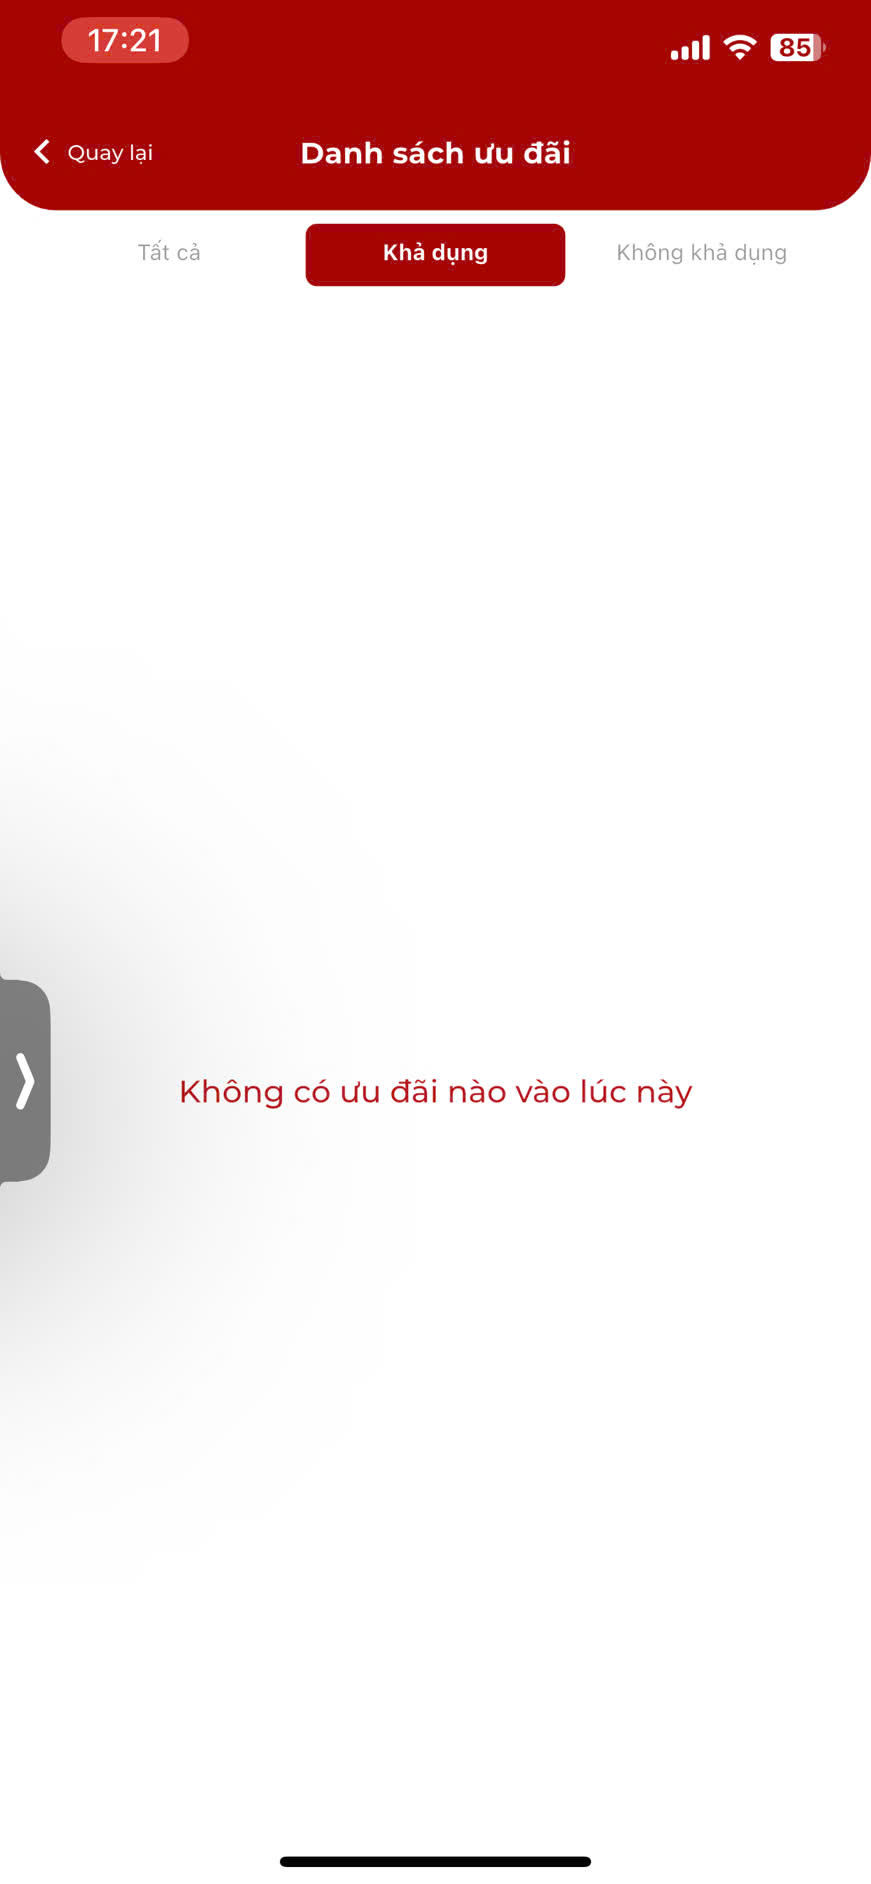 17:21
85
Quay lại
Danh sách ưu đãi
Tất cả
Khả dụng
Không khả dụng
Không có ưu đãi nào vào lúc này